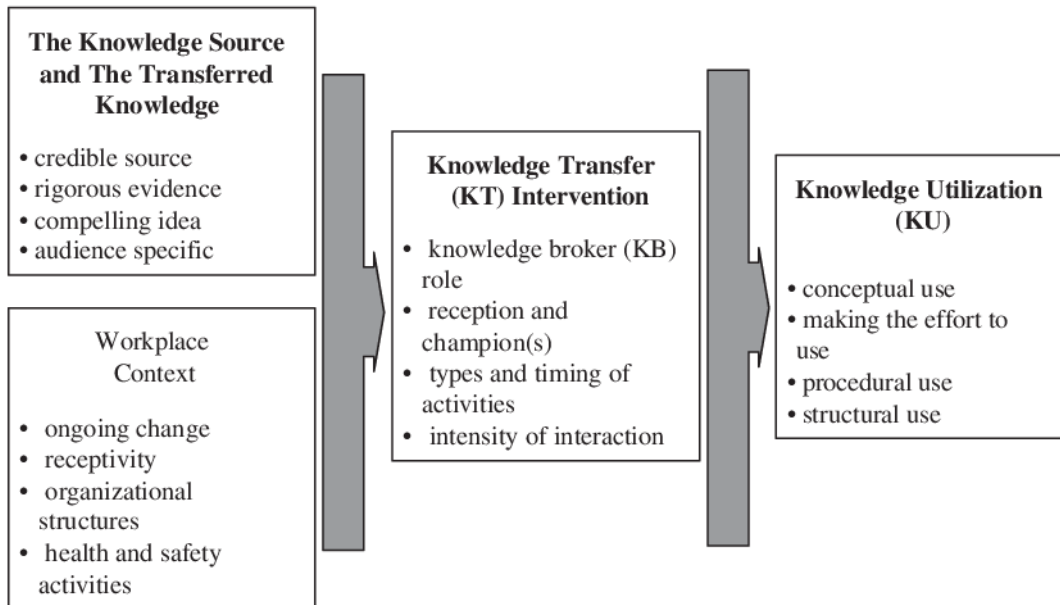 The Knowledge Source
and The Transferred
Knowledge
• credible source
• rigorous evidence
• compelling idea
• audience specific
Workplace
Context
• ongoing change
• receptivity
• organizational
structures
• health and safety
activities
Knowledge Transfer
(KT) Intervention
• knowledge broker (KB)
role
• reception and
champion(s)
• types and timing of
activities
• intensity of interaction
Knowledge Utilization
(KU)
• conceptual use
• making the effort to
use
• procedural use
• structural use